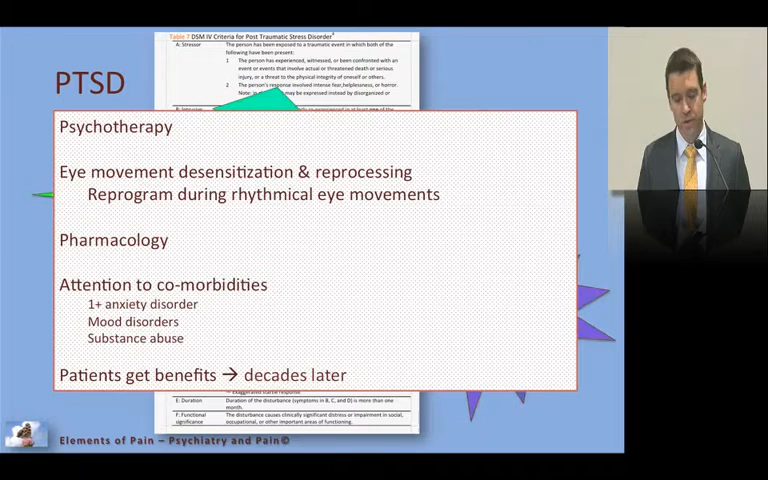 Table 7 DSM IV Criteria for Post Traumatic Stress Disorder
A: Stressor The person has been exposed to a traumatic event in which both of the
following have been present:
1 The person has experienced, witnessed, or been confronted with an
event or events that involve actual or threatened death or serious
injury, or a threat to the physical integrity of oneself or others.
2 The person's response involved intense fear, helplessness, or horror.
may be expressed instead by disorganized or
PTSD
Psychotherapy
Eye movement desensitization & reprocessing
Reprogram during rhythmical eye movements
Pharmacology
Attention to co-morbidities
1+ anxiety disorder
Mood disorders
Substance abuse
Patients get benefits → decades later
E: Duration Duration of the disturbance (symptoms in B, C, and D) is more than one
month.
F: Functional The disturbance causes clinically significant distress or impairment in social,
significance occupational, or other important areas of functioning.
Elements of Pain – Psychiatry and Pain©